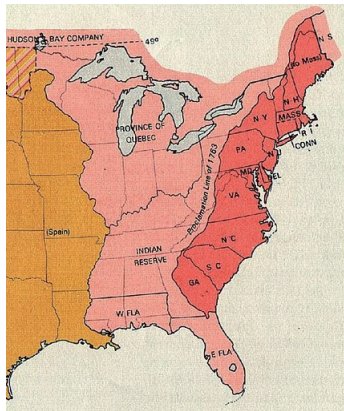 HUDSON BAY COMPANY
49°
N S
(to Mass)
N H
N Y
MASS
R I
CONN
PROVINCE OF
QUEBEC
PA
N J
MD
DEL
VA
Proclamation Line of 1763
(Spain)
INDIAN
RESERVE
N C
S C
GA
W FLA
E FLA